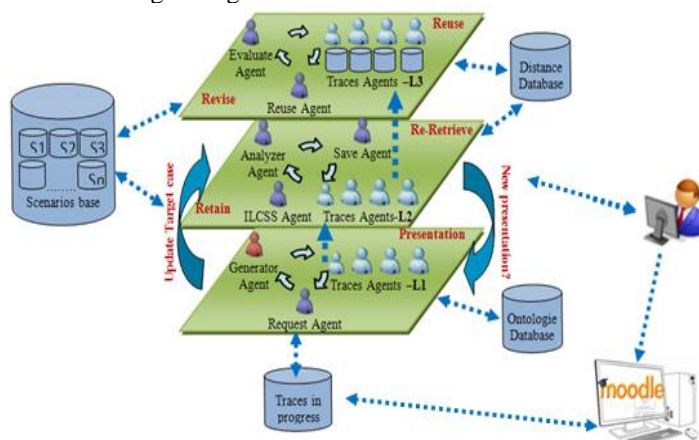 Reuse
Evaluate
Agent
Traces Agents –L3
Reuse Agent
Revise
Distance
Database
S1 S2 S3
........ Sn
Scenarios base
Re-Retrieve
Analyzer
Agent
Save Agent
ILCSS Agent
Traces Agents-L2
Retain
Update Target case
New presentation?
Presentation
Generator
Agent
Traces Agents –L1
Request Agent
Ontologie
Database
Traces in
progress
moodle